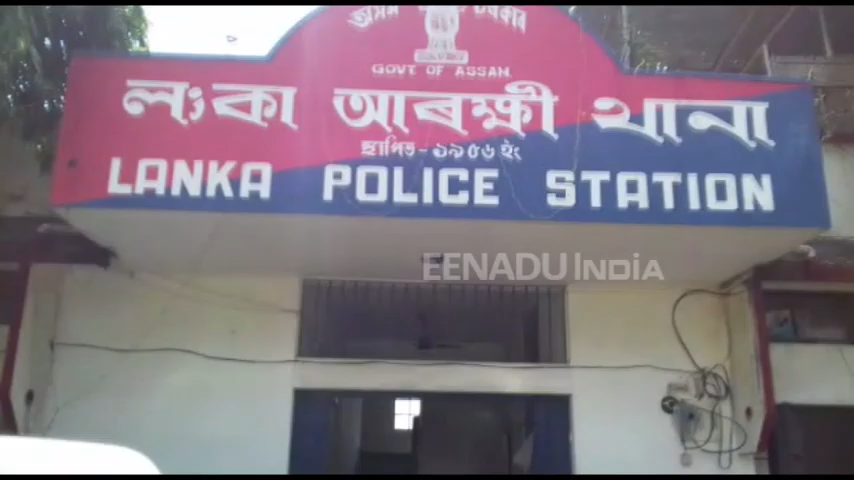 অসম চৰকাৰ
GOVT. OF ASSAM
লংকা আৰক্ষী থানা
স্থাপিত - ১৯৫৬ ইং
LANKA POLICE STATION
EENADU INDIA